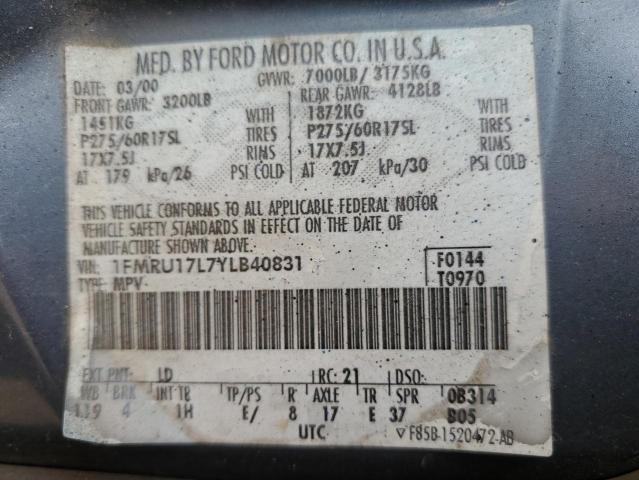 MFD. BY FORD MOTOR CO. IN U.S.A.
DATE: 03/00 GVWR: 7000LB/ 3175KG
FRONT GAWR: 3200LB REAR GAWR: 4128LB
1451KG WITH 1872KG WITH
P275/60R17SL TIRES P275/60R17SL TIRES
17X7.5J RIMS 17X7.5J RIMS
AT 179 kPa/26 PSI COLD AT 207 kPa/30 PSI COLD
THIS VEHICLE CONFORMS TO ALL APPLICABLE FEDERAL MOTOR
VEHICLE SAFETY STANDARDS IN EFFECT ON THE DATE OF
MANUFACTURE SHOWN ABOVE.
VIN: 1FMRU17L7YLB40831 F0144
TYPE: MPV T0970
EXT PNT: LD RC: 21 DSO:
WB BRK INT TR TP/PS R AXLE TR SPR 0B314
119 4 1H E/ 8 17 E 37 B05
UTC ▽F85B-1520472-AB